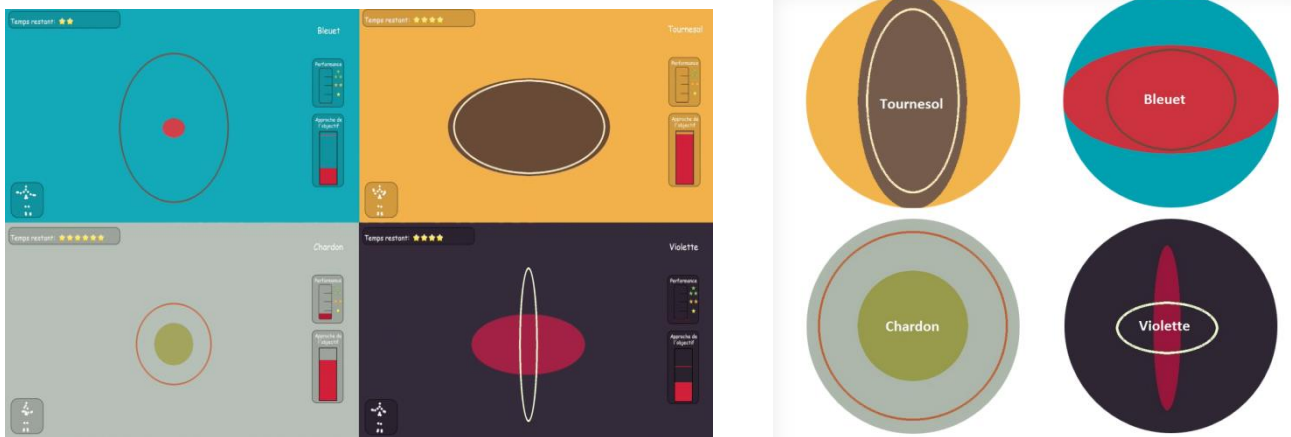 Temps restant:
Bleuet
Performance
Approche de
l'objectif
Temps restant:
Tournesol
Performance
Approche de
l'objectif
Temps restant:
Chardon
Performance
Approche de
l'objectif
Temps restant:
Violette
Performance
Approche de
l'objectif
Tournesol
Bleuet
Chardon
Violette